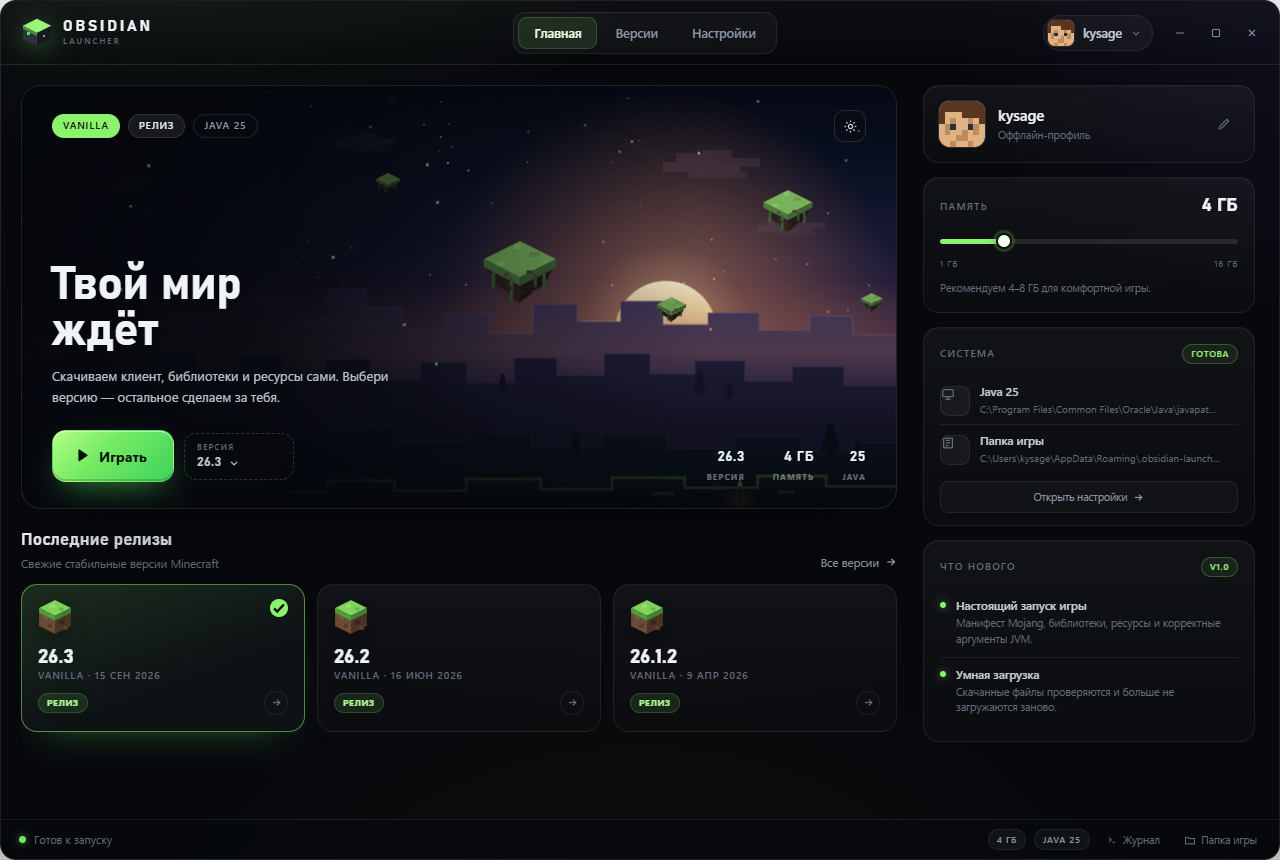 OBSIDIAN
LAUNCHER
Главная
Версии
Настройки
kysage
VANILLA
РЕЛИЗ
JAVA 25
Твой мир
ждёт
Скачиваем клиент, библиотеки и ресурсы сами. Выбери
версию — остальное сделаем за тебя.
Играть
ВЕРСИЯ
26.3
26.3
ВЕРСИЯ
4 ГБ
ПАМЯТЬ
25
JAVA
Последние релизы
Свежие стабильные версии Minecraft
Все версии →
26.3
VANILLA · 15 СЕН 2026
РЕЛИЗ
26.2
VANILLA · 16 ИЮН 2026
РЕЛИЗ
26.1.2
VANILLA · 9 АПР 2026
РЕЛИЗ
kysage
Оффлайн-профиль
ПАМЯТЬ
4 ГБ
1 ГБ
16 ГБ
Рекомендуем 4–8 ГБ для комфортной игры.
СИСТЕМА
ГОТОВА
Java 25
C:\Program Files\Common Files\Oracle\Java\javapat...
Папка игры
C:\Users\kysage\AppData\Roaming\.obsidian-launch...
Открыть настройки →
ЧТО НОВОГО
V1.0
Настоящий запуск игры
Манифест Mojang, библиотеки, ресурсы и корректные
аргументы JVM.
Умная загрузка
Скачанные файлы проверяются и больше не
загружаются заново.
Готов к запуску
4 ГБ
JAVA 25
Журнал
Папка игры